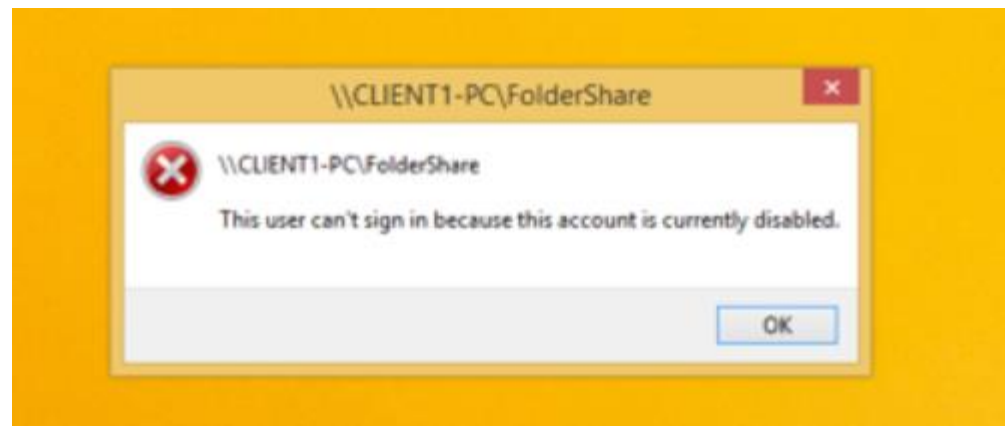 \\CLIENT1-PC\FolderShare
\\CLIENT1-PC\FolderShare
This user can't sign in because this account is currently disabled.
OK